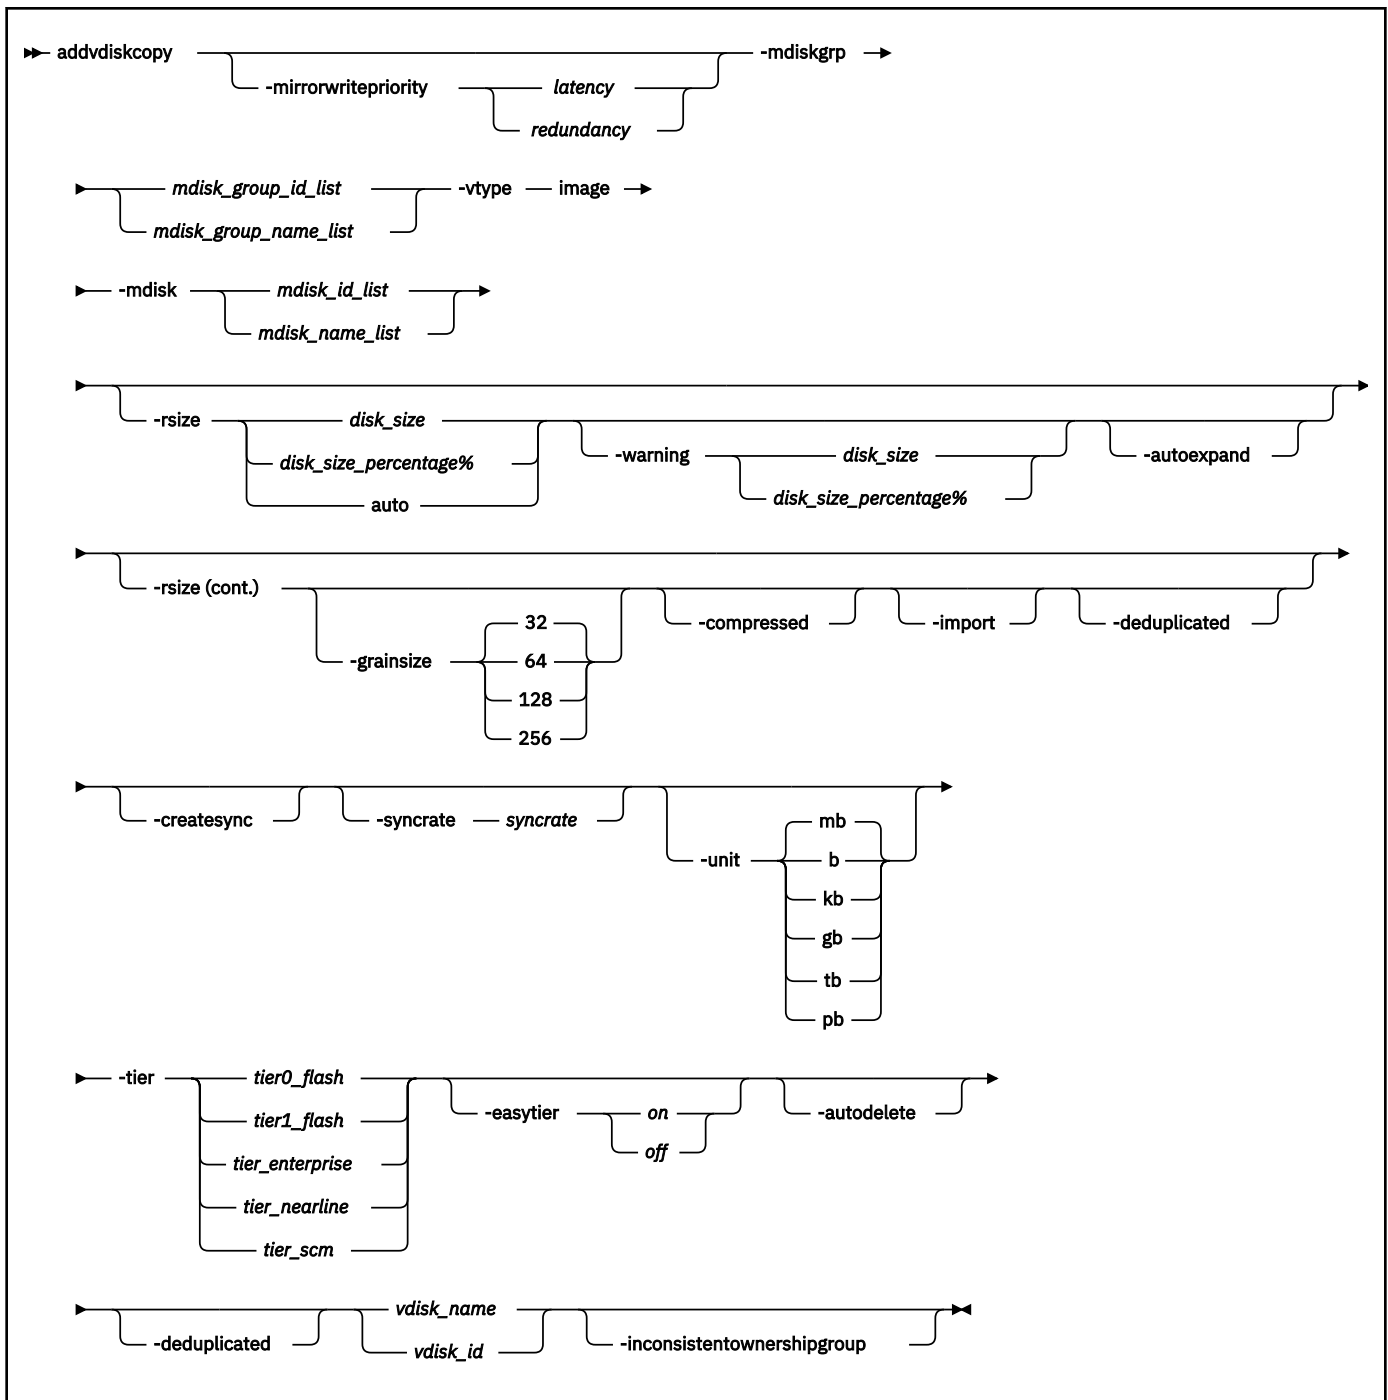 addvdiskcopy -mirrorwritepriority latency redundancy -mdiskgrp
mdisk_group_id_list mdisk_group_name_list -vtype image
-mdisk mdisk_id_list mdisk_name_list
-rsize disk_size disk_size_percentage% auto -warning disk_size disk_size_percentage% -autoexpand
-rsize (cont.) -grainsize 32 64 128 256 -compressed -import -deduplicated
-createsync -syncrate syncrate -unit mb b kb gb tb pb
-tier tier0_flash tier1_flash tier_enterprise tier_nearline tier_scm -easytier on off -autodelete
-deduplicated vdisk_name vdisk_id -inconsistentownershipgroup